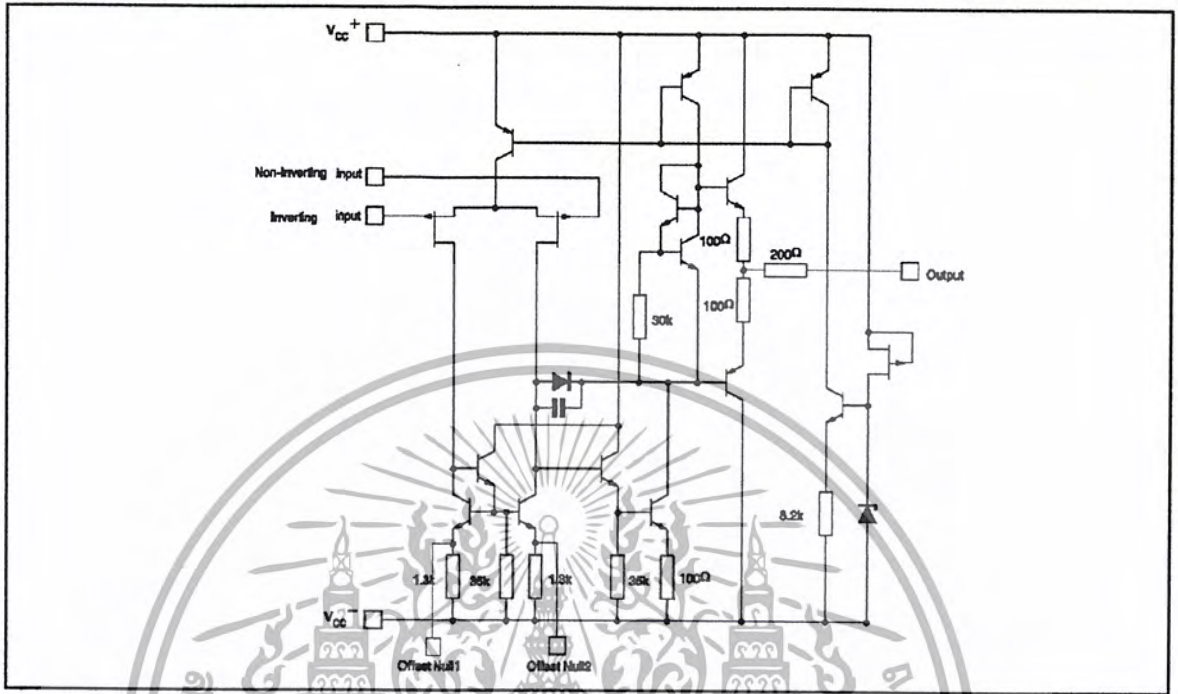 VCC+
Non-Inverting input
Inverting input
100Ω
200Ω
Output
100Ω
30k
8.2k
1.3k
35k
1.3k
35k
100Ω
VCC−
Offset Null1
Offset Null2